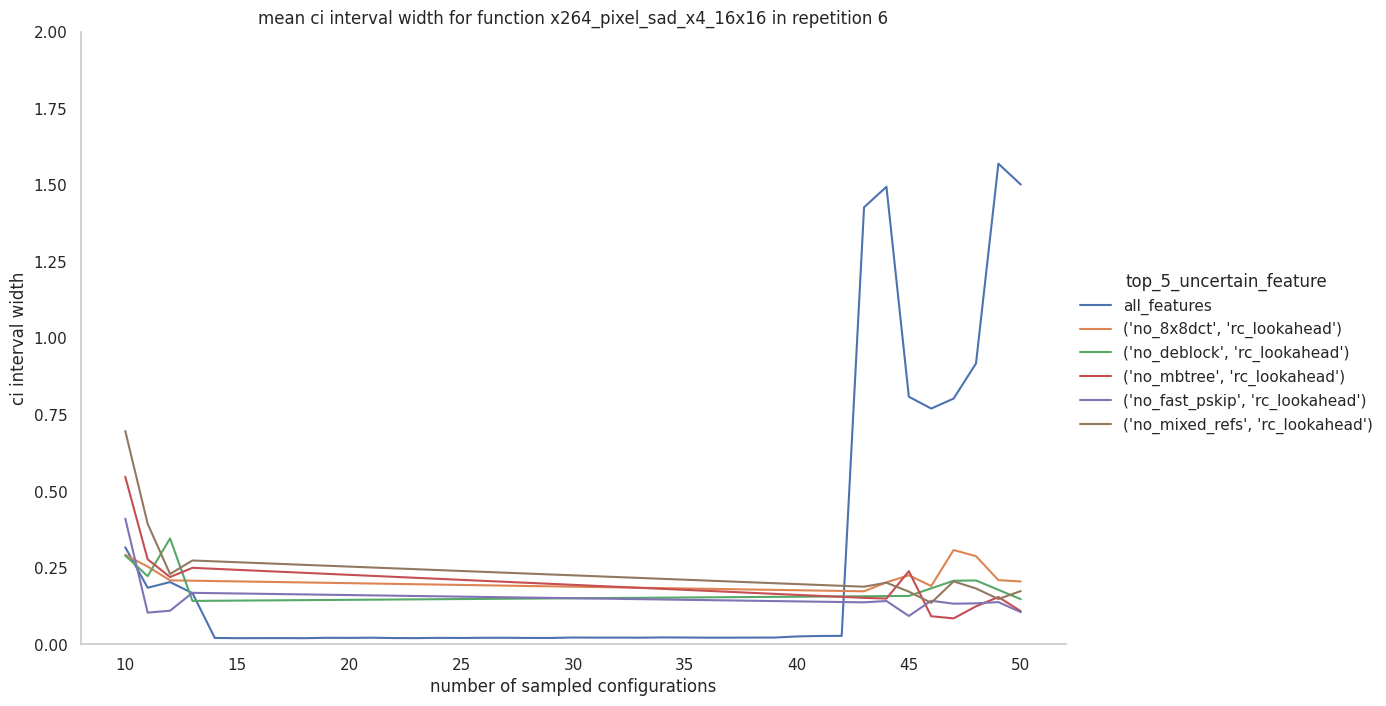 mean ci interval width for function x264_pixel_sad_x4_16x16 in repetition 6
2.00
1.75
1.50
1.25
1.00
0.75
0.50
0.25
0.00
ci interval width
10
15
20
25
30
35
40
45
50
number of sampled configurations
top_5_uncertain_feature
all_features
('no_8x8dct', 'rc_lookahead')
('no_deblock', 'rc_lookahead')
('no_mbtree', 'rc_lookahead')
('no_fast_pskip', 'rc_lookahead')
('no_mixed_refs', 'rc_lookahead')